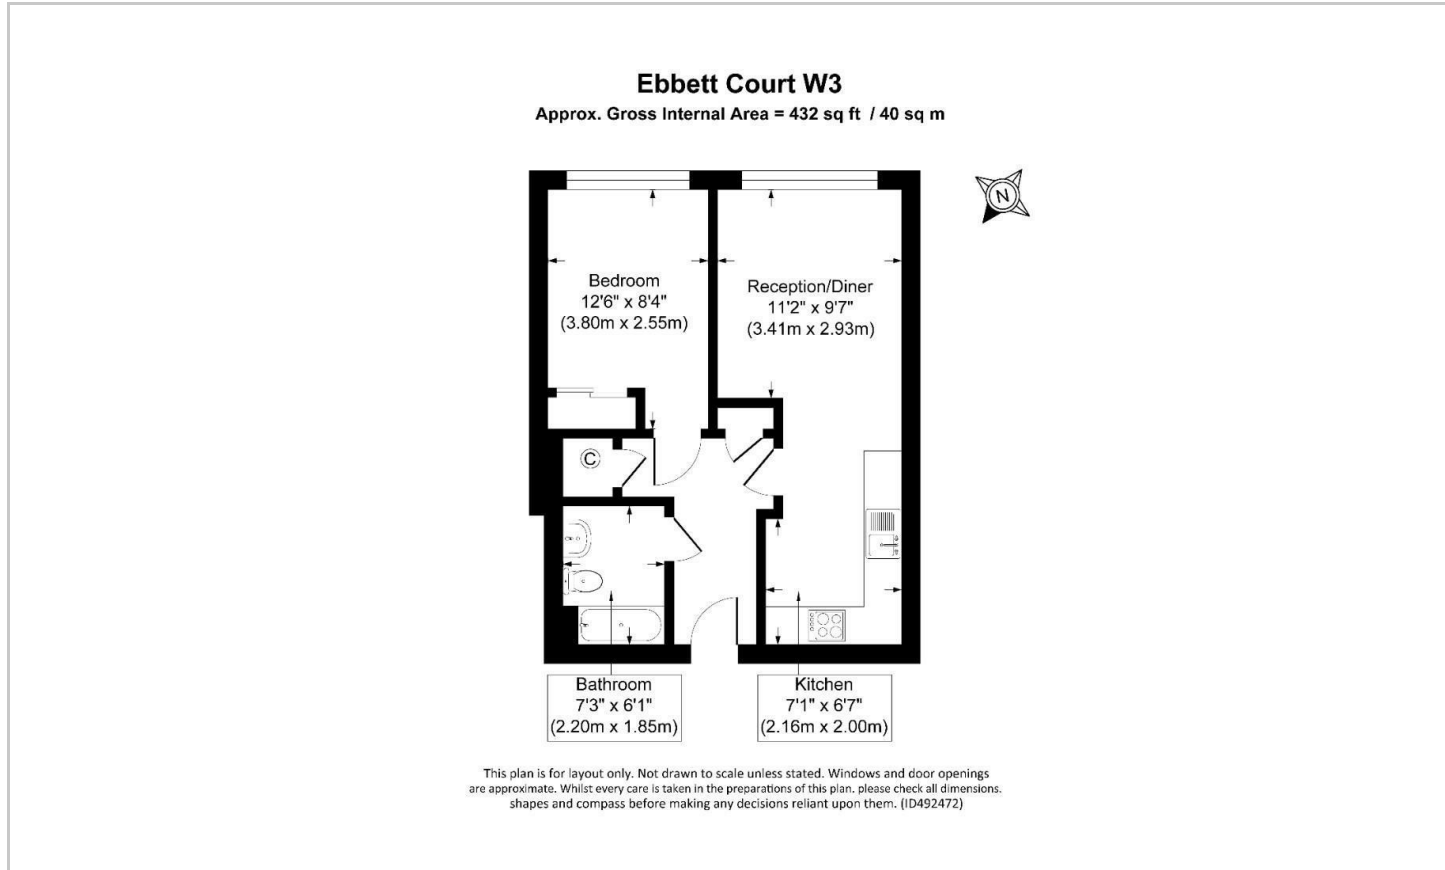 Ebbett Court W3
Approx. Gross Internal Area = 432 sq ft / 40 sq m
N
Bedroom
12'6" x 8'4"
(3.80m x 2.55m)
Reception/Diner
11'2" x 9'7"
(3.41m x 2.93m)
C
Bathroom
7'3" x 6'1"
(2.20m x 1.85m)
Kitchen
7'1" x 6'7"
(2.16m x 2.00m)
This plan is for layout only. Not drawn to scale unless stated. Windows and door openings
are approximate. Whilst every care is taken in the preparations of this plan. please check all dimensions.
shapes and compass before making any decisions reliant upon them. (ID492472)